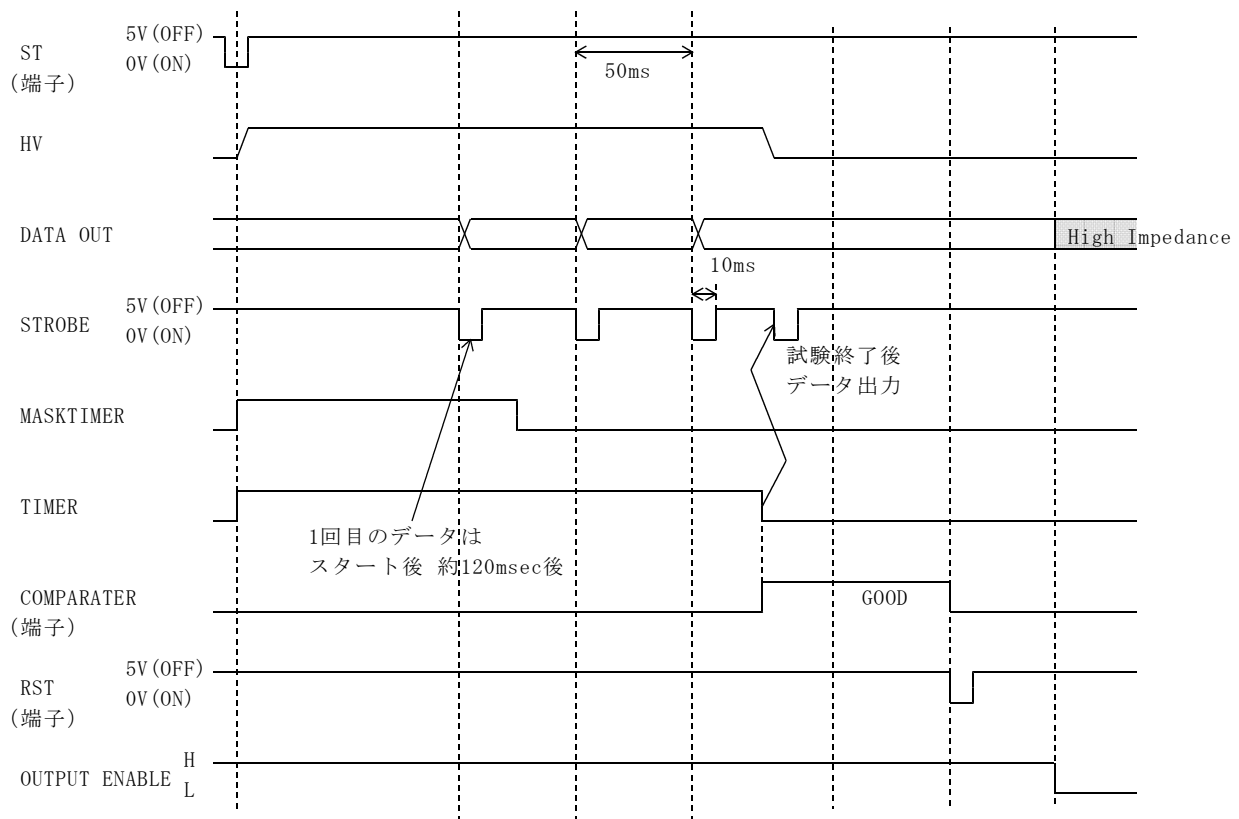 ST
(端子)
5V(OFF)
0V(ON)
50ms
HV
DATA OUT
High Impedance
10ms
STROBE
5V(OFF)
0V(ON)
試験終了後
データ出力
MASKTIMER
TIMER
1回目のデータは
スタート後 約120msec後
COMPARATER
(端子)
GOOD
RST
(端子)
5V(OFF)
0V(ON)
OUTPUT ENABLE
H
L